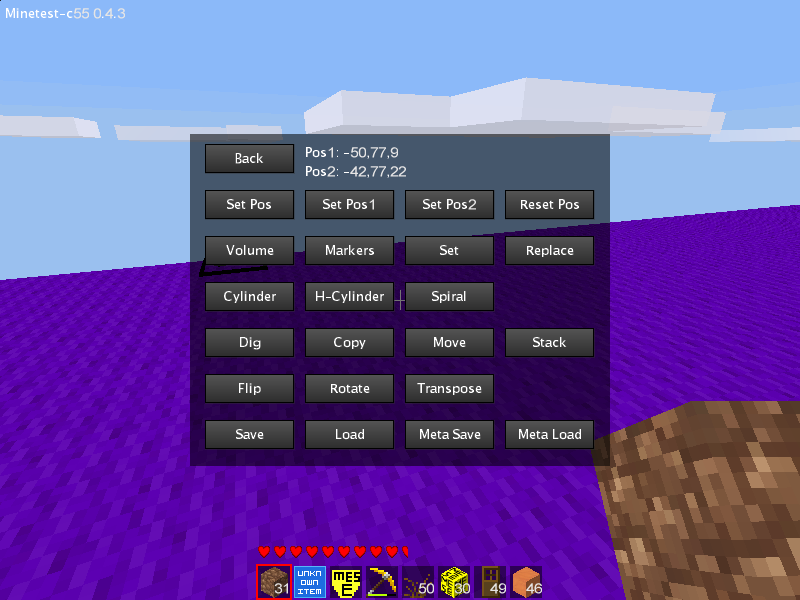 Minetest-c55 0.4.3
Back
Pos1: -50,77,9
Pos2: -42,77,22
Set Pos Set Pos1 Set Pos2 Reset Pos
Volume Markers Set Replace
Cylinder H-Cylinder Spiral
Dig Copy Move Stack
Flip Rotate Transpose
Save Load Meta Save Meta Load
UNKN
OWN
ITEM
MES
E
31 50 30 49 46